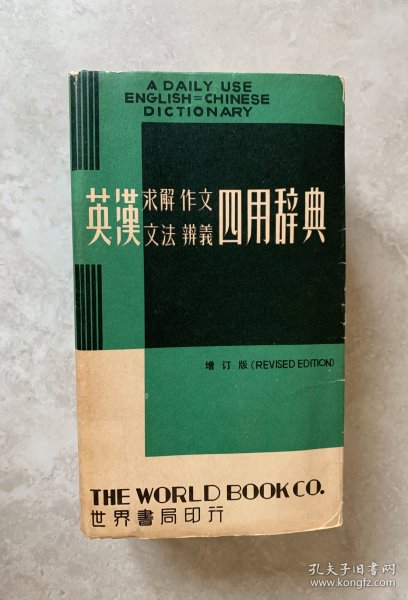 A DAILY USE
ENGLISH=CHINESE
DICTIONARY
英漢 求解 作文 四用辞典
文法 辨義
增订版(REVISED EDITION)
THE WORLD BOOK CO.
世界書局印行
孔夫子旧书网
www.kongfz.com